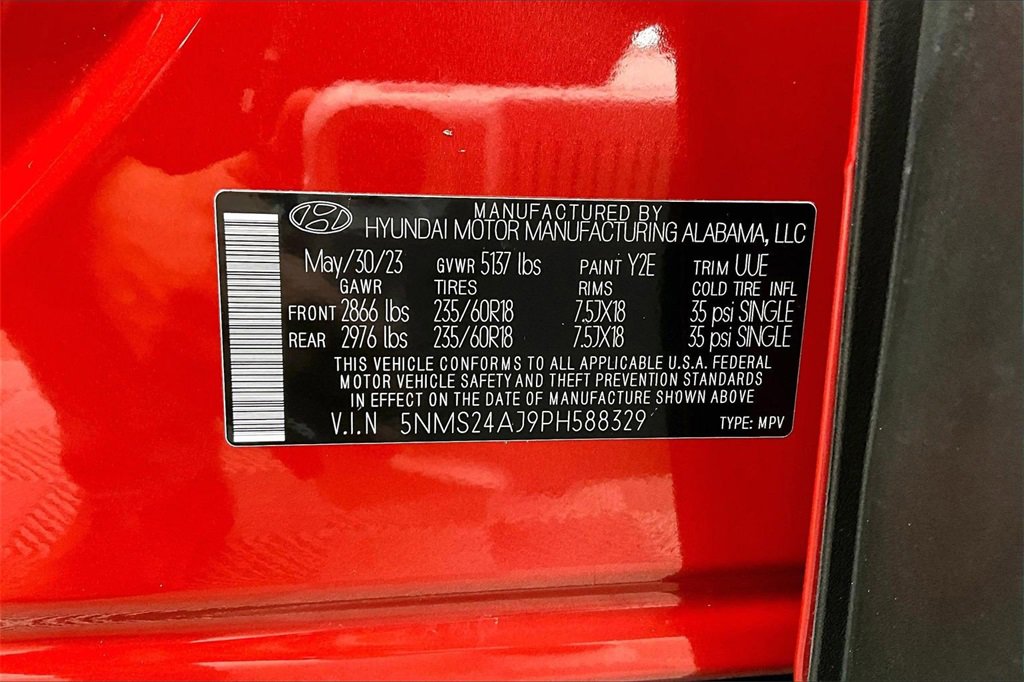 MANUFACTURED BY
HYUNDAI MOTOR MANUFACTURING ALABAMA, LLC
May/30/23 GVWR 5137 lbs PAINT Y2E TRIM UUE
GAWR TIRES RIMS COLD TIRE INFL
FRONT 2866 lbs 235/60R18 7.5JX18 35 psi SINGLE
REAR 2976 lbs 235/60R18 7.5JX18 35 psi SINGLE
THIS VEHICLE CONFORMS TO ALL APPLICABLE U.S.A. FEDERAL
MOTOR VEHICLE SAFETY AND THEFT PREVENTION STANDARDS
IN EFFECT ON THE DATE OF MANUFACTURE SHOWN ABOVE
V.I.N 5NMS24AJ9PH588329 TYPE: MPV